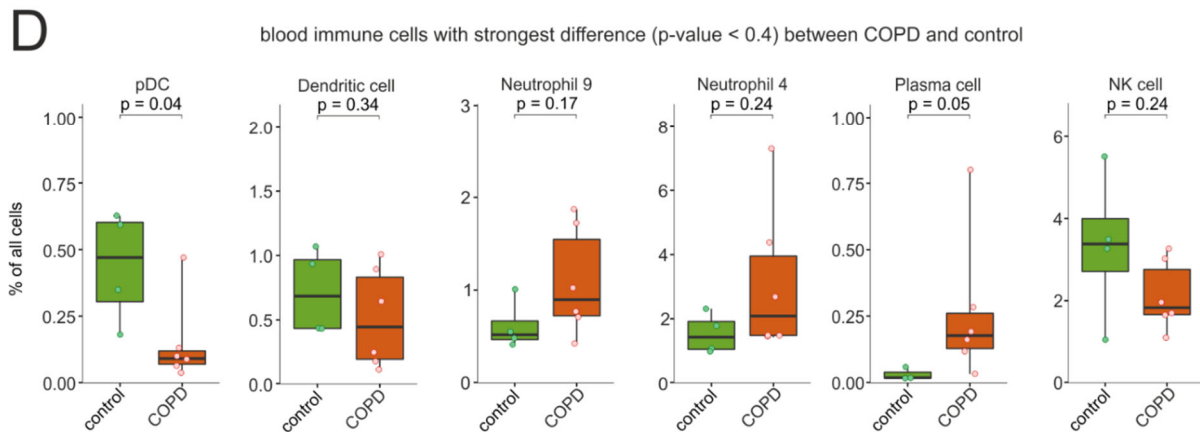 D
blood immune cells with strongest difference (p-value < 0.4) between COPD and control
% of all cells
pDC
p = 0.04
1.00
0.75
0.50
0.25
0.00
control
COPD
Dendritic cell
p = 0.34
2.0
1.5
1.0
0.5
0.0
control
COPD
Neutrophil 9
p = 0.17
3
2
1
0
control
COPD
Neutrophil 4
p = 0.24
8
6
4
2
0
control
COPD
Plasma cell
p = 0.05
1.00
0.75
0.50
0.25
0.00
control
COPD
NK cell
p = 0.24
6
4
2
0
control
COPD